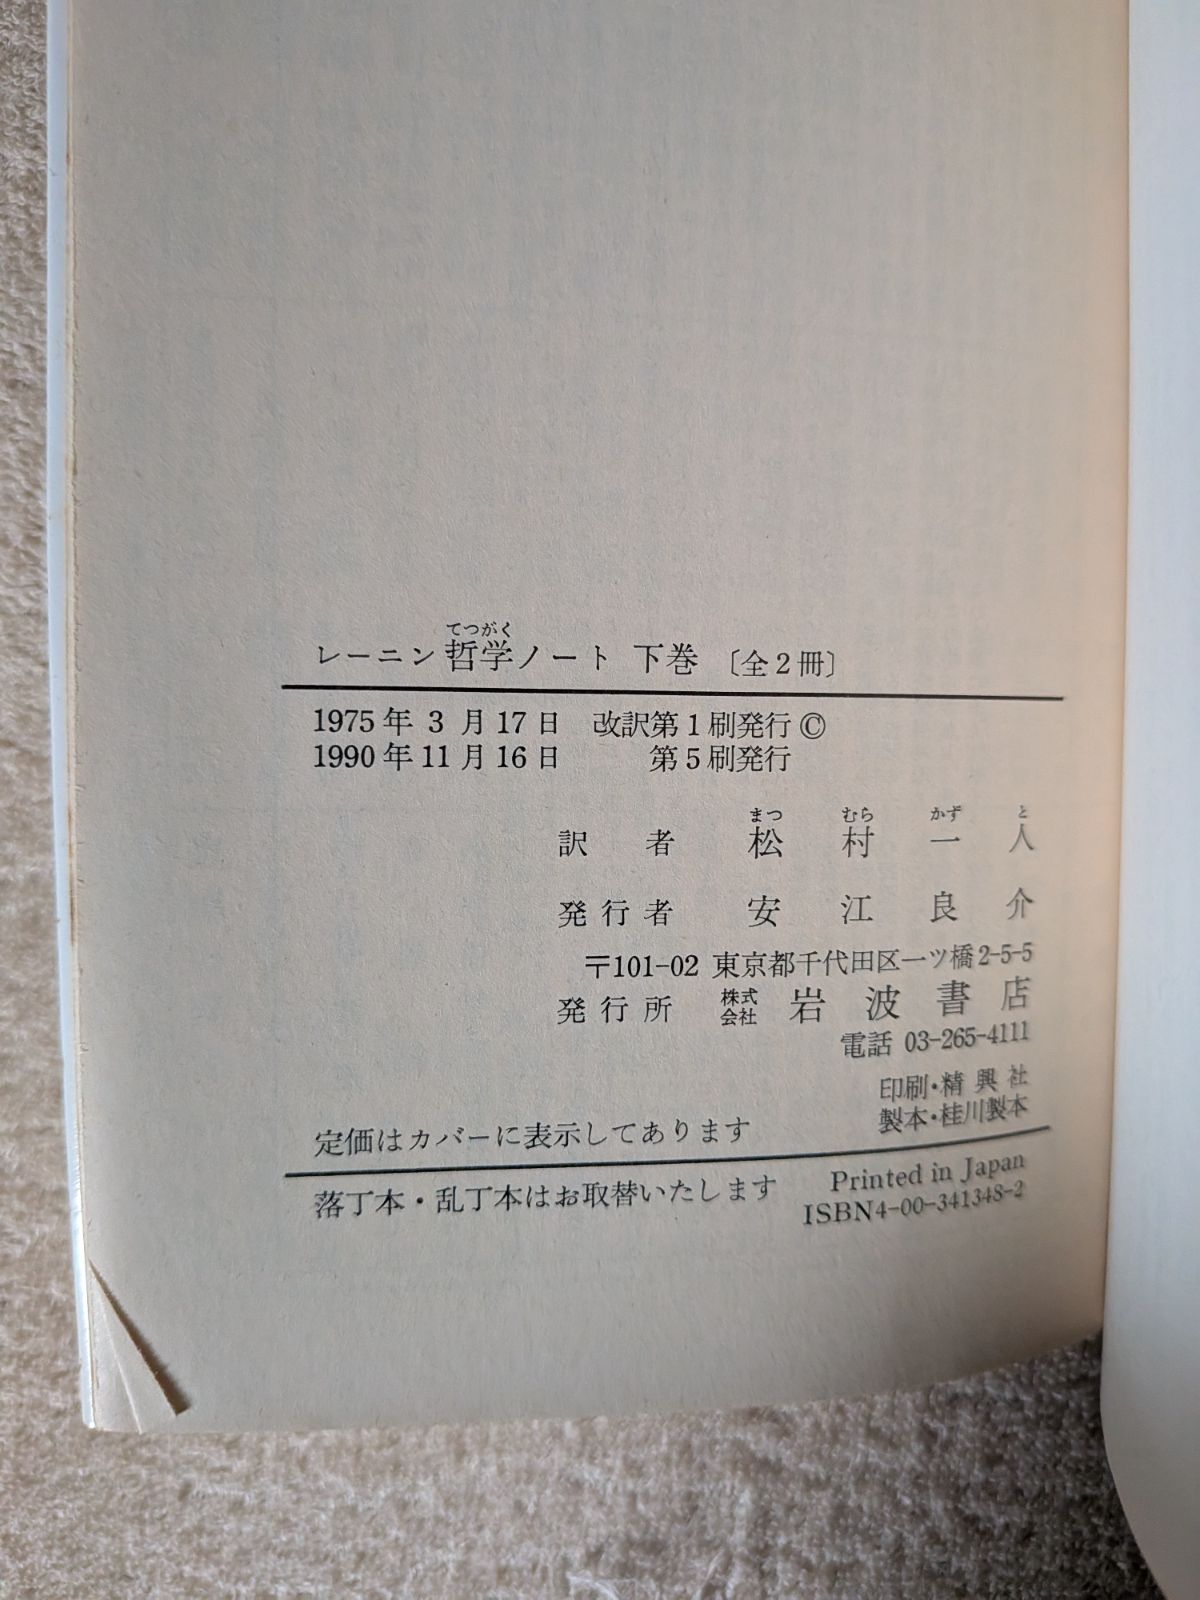 てつがく
レーニン 哲学ノート 下巻 〔全2冊〕
1975年3月17日 改訳第1刷発行 ©
1990年11月16日 第5刷発行
まつ むら かず と
訳者 松村一人
発行者 安江良介
〒101-02 東京都千代田区一ツ橋2-5-5
発行所 株式会社 岩波書店
電話 03-265-4111
印刷・精興社
製本・桂川製本
定価はカバーに表示してあります
落丁本・乱丁本はお取替いたします
Printed in Japan
ISBN4-00-341348-2